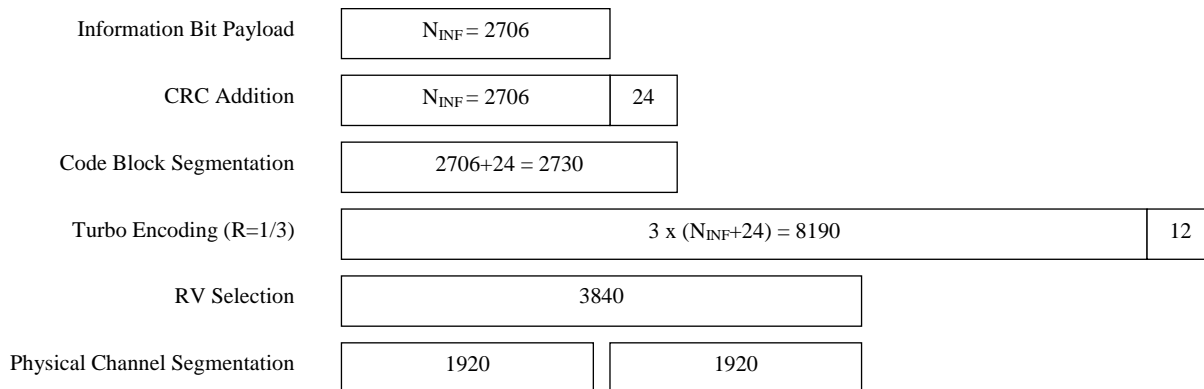 Information Bit Payload N_INF = 2706
CRC Addition N_INF = 2706 24
Code Block Segmentation 2706+24 = 2730
Turbo Encoding (R=1/3) 3 x (N_INF+24) = 8190 12
RV Selection 3840
Physical Channel Segmentation 1920 1920